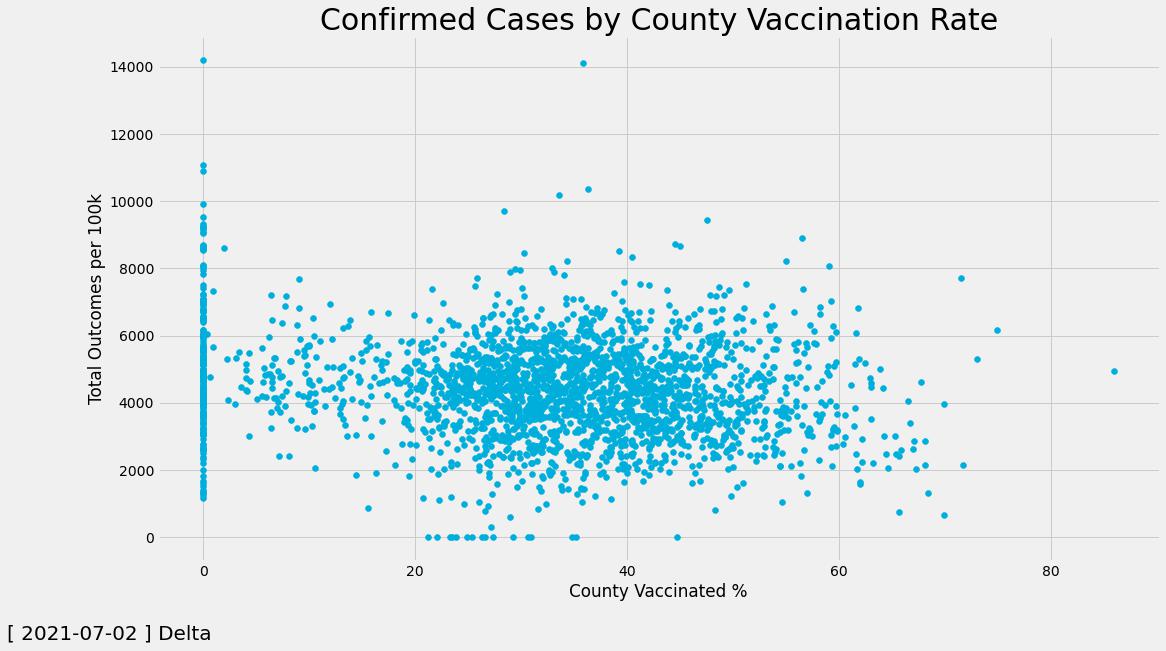 Confirmed Cases by County Vaccination Rate
14000
12000
10000
8000
6000
4000
2000
0
Total Outcomes per 100k
0 20 40 60 80
County Vaccinated %
[ 2021-07-02 ] Delta